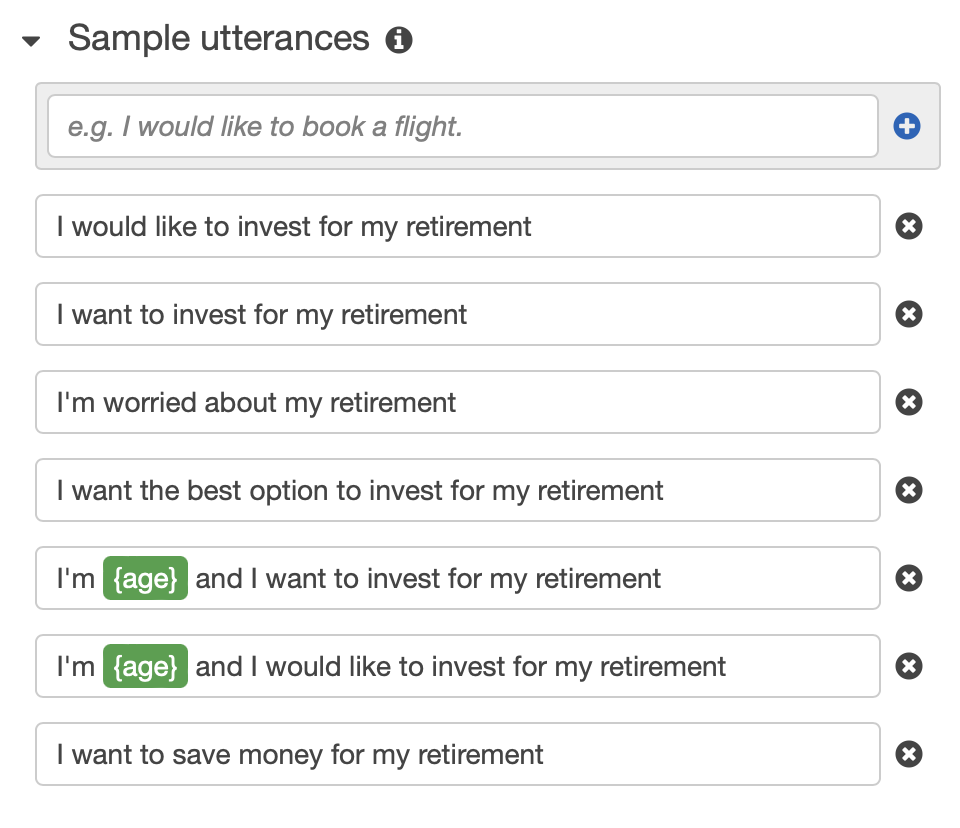 Sample utterances
e.g. I would like to book a flight.
I would like to invest for my retirement
I want to invest for my retirement
I'm worried about my retirement
I want the best option to invest for my retirement
I'm {age} and I want to invest for my retirement
I'm {age} and I would like to invest for my retirement
I want to save money for my retirement